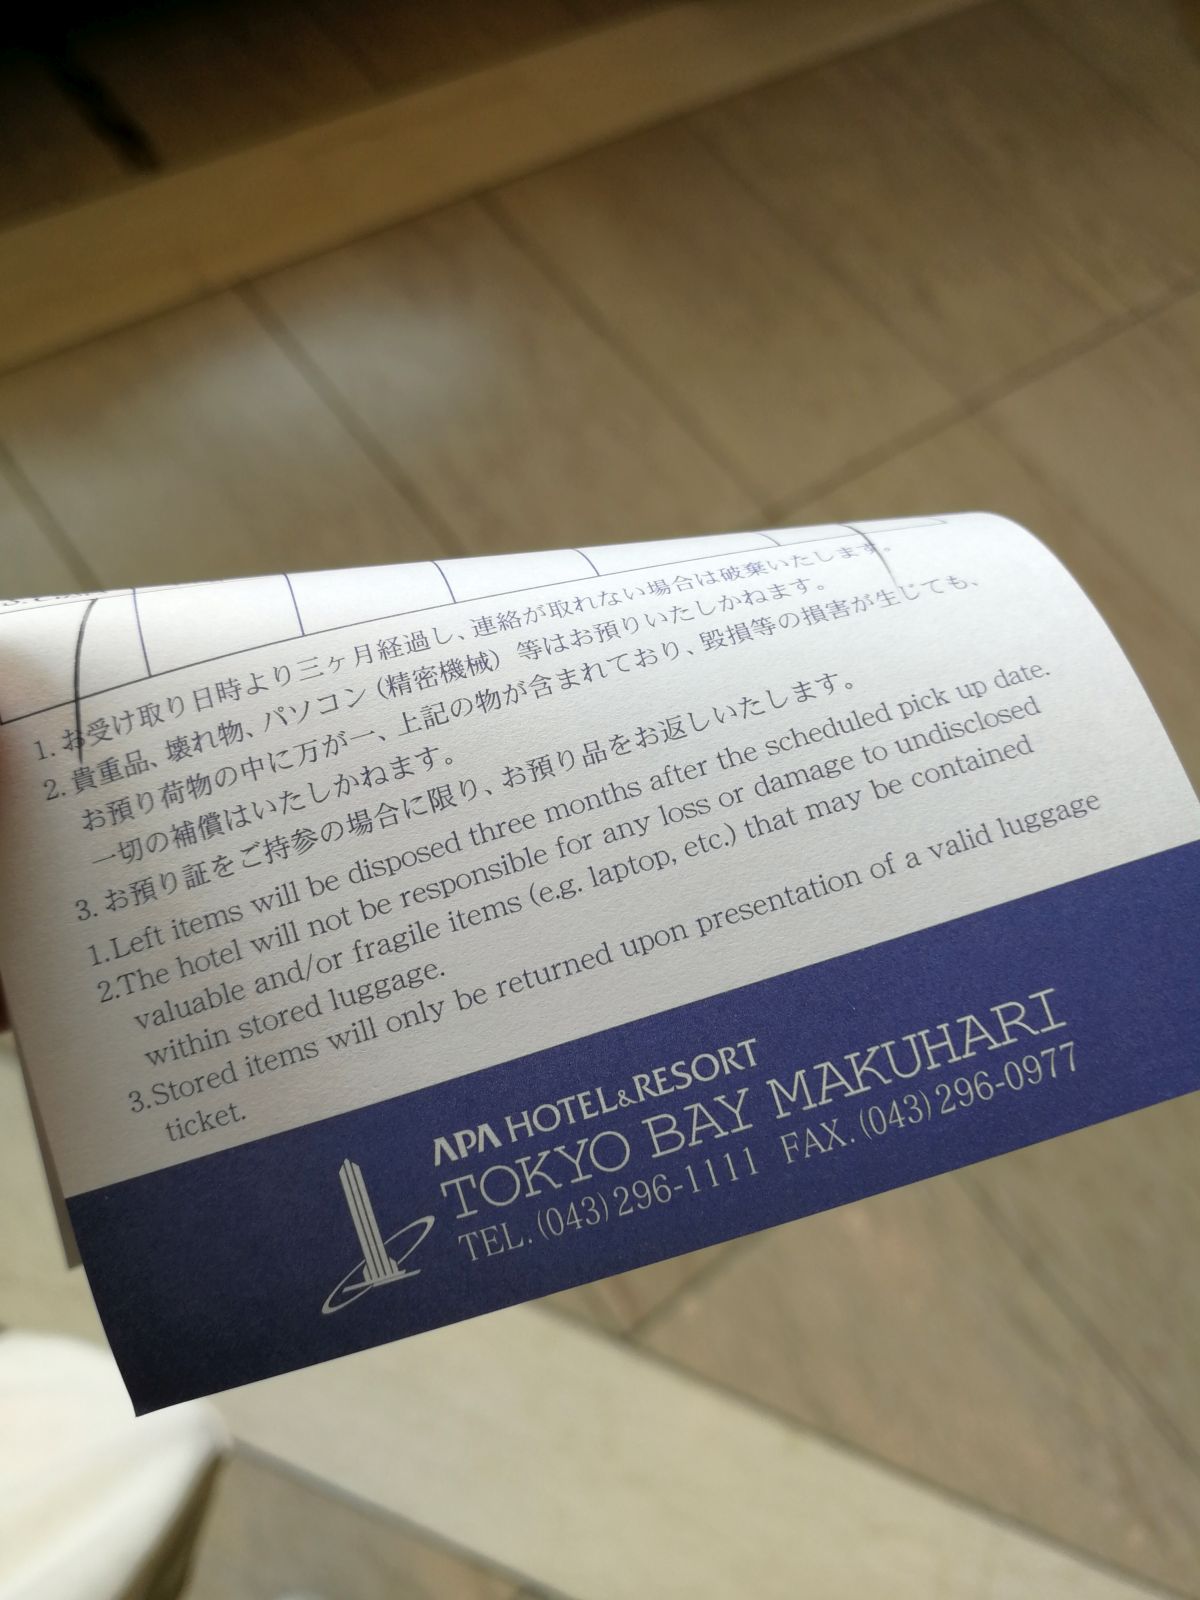 1. お受け取り日時より三ヶ月経過し、連絡が取れない場合は破棄いたします。
2. 貴重品、壊れ物、パソコン（精密機械）等はお預りいたしかねます。
お預り荷物の中に万が一、上記の物が含まれており、毀損等の損害が生じても、
一切の補償はいたしかねます。
3. お預り証をご持参の場合に限り、お預り品をお返しいたします。
1.Left items will be disposed three months after the scheduled pick up date.
2.The hotel will not be responsible for any loss or damage to undisclosed
valuable and/or fragile items (e.g. laptop, etc.) that may be contained
within stored luggage.
3.Stored items will only be returned upon presentation of a valid luggage
ticket.
APA HOTEL&RESORT
TOKYO BAY MAKUHARI
TEL. (043) 296-1111 FAX. (043) 296-0977